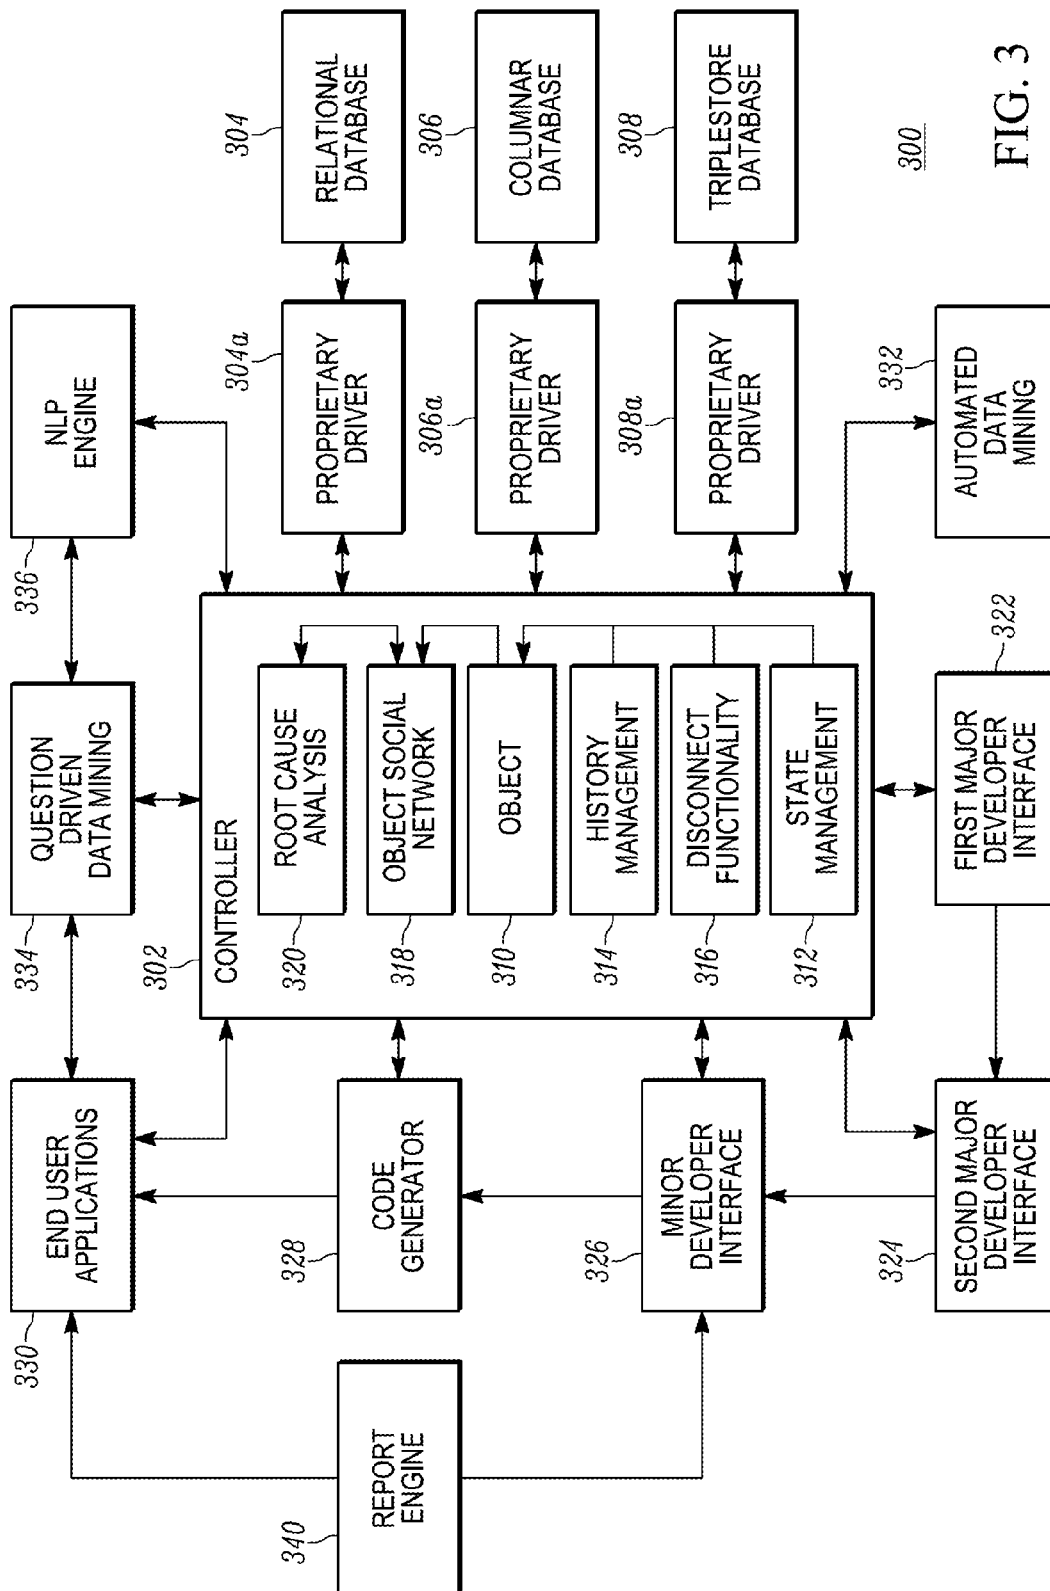 336
NLP
ENGINE
334
QUESTION
DRIVEN
DATA MINING
330
END USER
APPLICATIONS
304
RELATIONAL
DATABASE
304a
PROPRIETARY
DRIVER
306
COLUMNAR
DATABASE
306a
PROPRIETARY
DRIVER
308
TRIPLESTORE
DATABASE
308a
PROPRIETARY
DRIVER
302
CONTROLLER
320
ROOT CAUSE
ANALYSIS
318
OBJECT SOCIAL
NETWORK
310
OBJECT
314
HISTORY
MANAGEMENT
316
DISCONNECT
FUNCTIONALITY
312
STATE
MANAGEMENT
328
CODE
GENERATOR
326
MINOR
DEVELOPER
INTERFACE
340
REPORT
ENGINE
324
SECOND MAJOR
DEVELOPER
INTERFACE
322
FIRST MAJOR
DEVELOPER
INTERFACE
332
AUTOMATED
DATA
MINING
300
FIG. 3